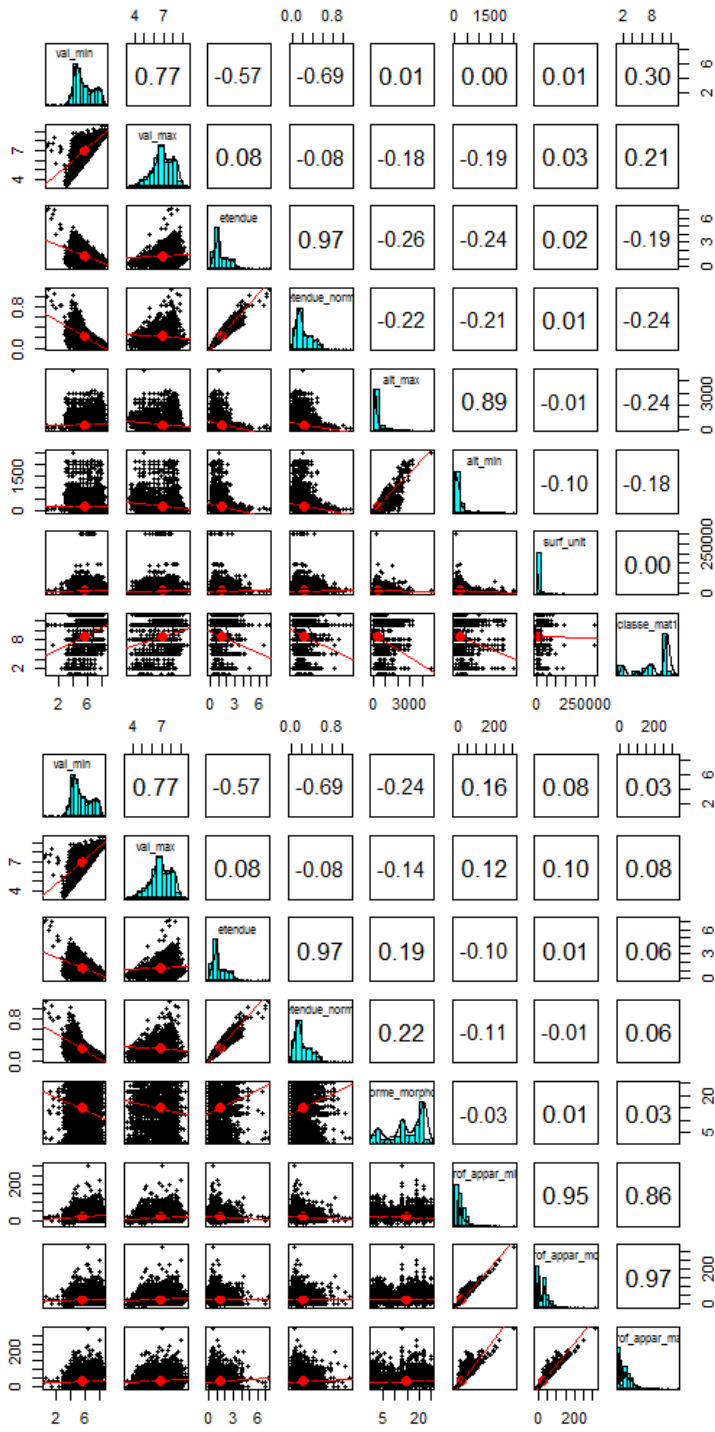 4 7 0.0 0.8 0 1500 2 8
val_min 0.77 -0.57 -0.69 0.01 0.00 0.01 0.30 2 6
4 7 val_max 0.08 -0.08 -0.18 -0.19 0.03 0.21
etendue 0.97 -0.26 -0.24 0.02 -0.19 0 3 6
0.0 0.8 tendue_norm -0.22 -0.21 0.01 -0.24
alt_max 0.89 -0.01 -0.24 0 3000
0 1500 alt_min -0.10 -0.18
surf_unit 0.00 0 250000
2 8 classe_mat1
2 6 0 3 6 0 3000 0 250000
4 7 0.0 0.8 0 200 0 200
val_min 0.77 -0.57 -0.69 -0.24 0.16 0.08 0.03 2 6
4 7 val_max 0.08 -0.08 -0.14 0.12 0.10 0.08
etendue 0.97 0.19 -0.10 0.01 0.06 0 3 6
0.0 0.8 tendue_norm 0.22 -0.11 -0.01 0.06
orme_morpho -0.03 0.01 0.03 5 20
0 200 rof_appar_mi 0.95 0.86
rof_appar_mo 0.97 0 200
0 200 rof_appar_ma
2 6 0 3 6 5 20 0 200